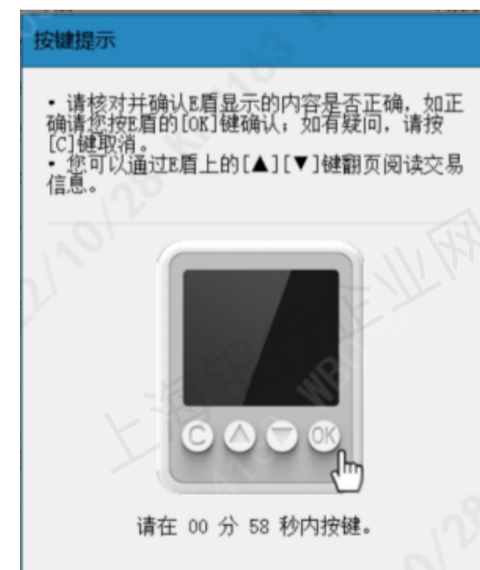 按键提示
• 请核对并确认E盾显示的内容是否正确，如正
确请您按E盾的[OK]键确认；如有疑问，请按
[C]键取消。
• 您可以通过E盾上的[▲][▼]键翻页阅读交易
信息。
C ▲ ▼ OK
请在 00 分 58 秒内按键。